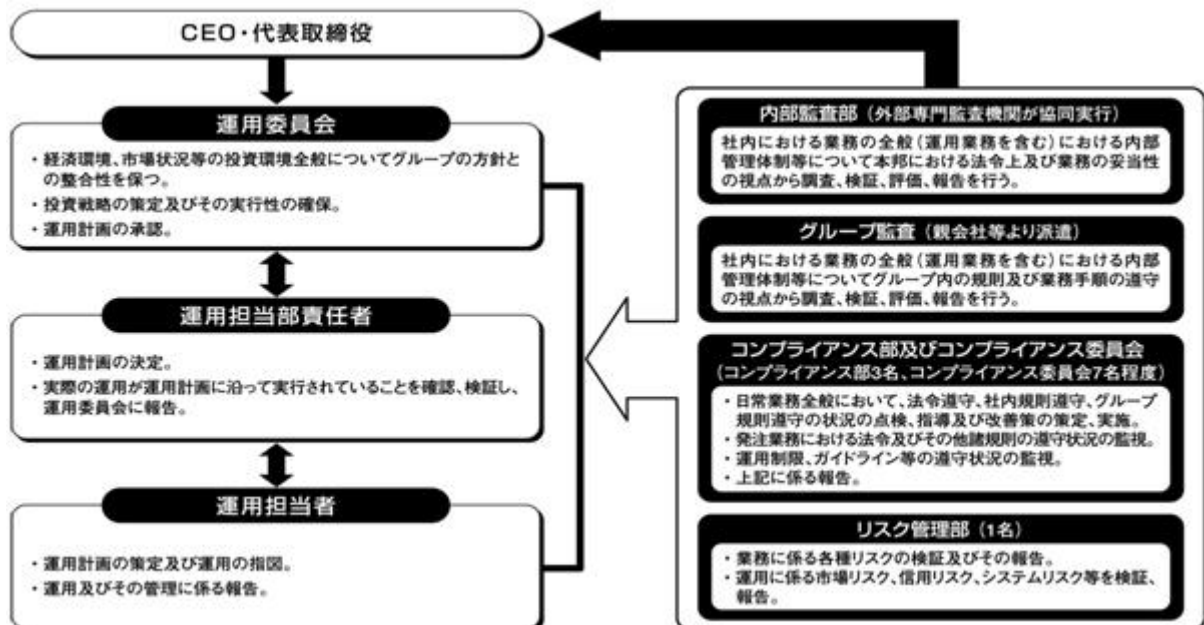 CEO・代表取締役
運用委員会
・経済環境、市場状況等の投資環境全般についてグループの方針と
の整合性を保つ。
・投資戦略の策定及びその実行性の確保。
・運用計画の承認。
運用担当部責任者
・運用計画の決定。
・実際の運用が運用計画に沿って実行されていることを確認、検証し、
運用委員会に報告。
運用担当者
・運用計画の策定及び運用の指図。
・運用及びその管理に係る報告。
内部監査部（外部専門監査機関が協同実行）
社内における業務の全般（運用業務を含む）における内部
管理体制等について本邦における法令上及び業務の妥当性
の視点から調査、検証、評価、報告を行う。
グループ監査（親会社等より派遣）
社内における業務の全般（運用業務を含む）における内部
管理体制等についてグループ内の規則及び業務手順の遵守
の視点から調査、検証、評価、報告を行う。
コンプライアンス部及びコンプライアンス委員会
（コンプライアンス部3名、コンプライアンス委員会7名程度）
・日常業務全般において、法令遵守、社内規則遵守、グループ
規則遵守の状況の点検、指導及び改善策の策定、実施。
・発注業務における法令及びその他諸規則の遵守状況の監視。
・運用制限、ガイドライン等の遵守状況の監視。
・上記に係る報告。
リスク管理部（1名）
・業務に係る各種リスクの検証及びその報告。
・運用に係る市場リスク、信用リスク、システムリスク等を検証、
報告。